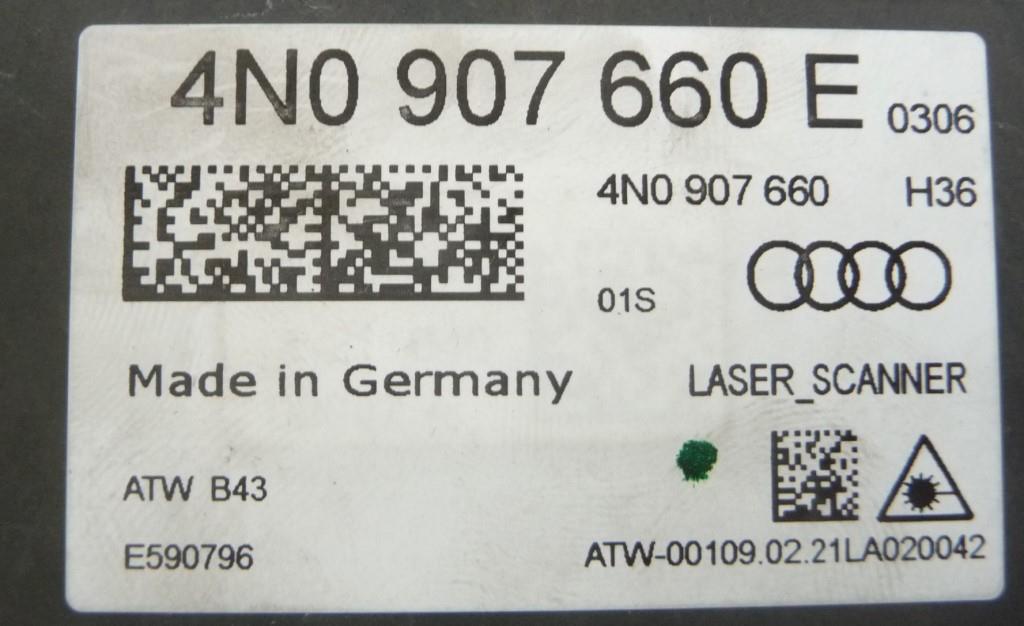 4N0 907 660 E 0306
4N0 907 660 H36
01S
Made in Germany LASER_SCANNER
ATW B43
E590796 ATW-00109.02.21LA020042